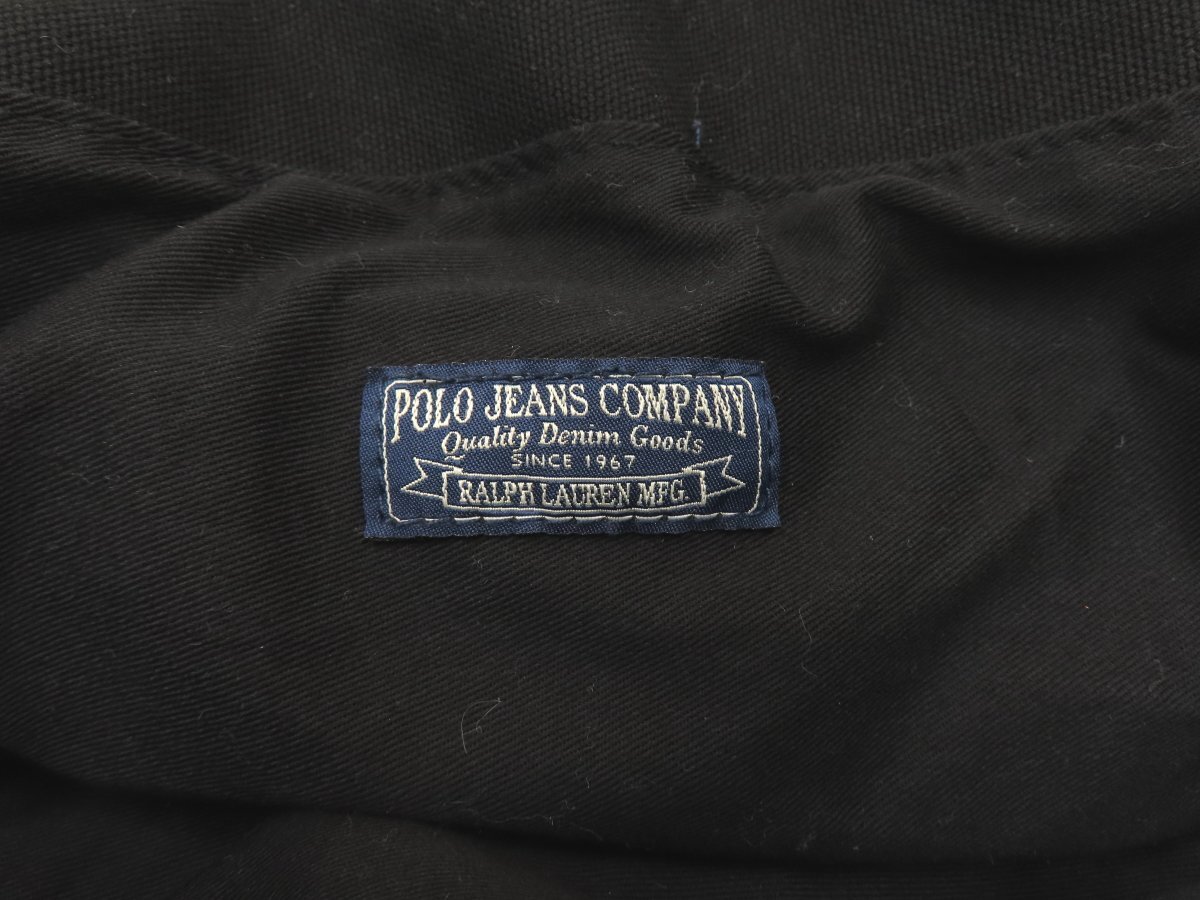 POLO JEANS COMPANY
Quality Denim Goods
SINCE 1967
RALPH LAUREN MFG.